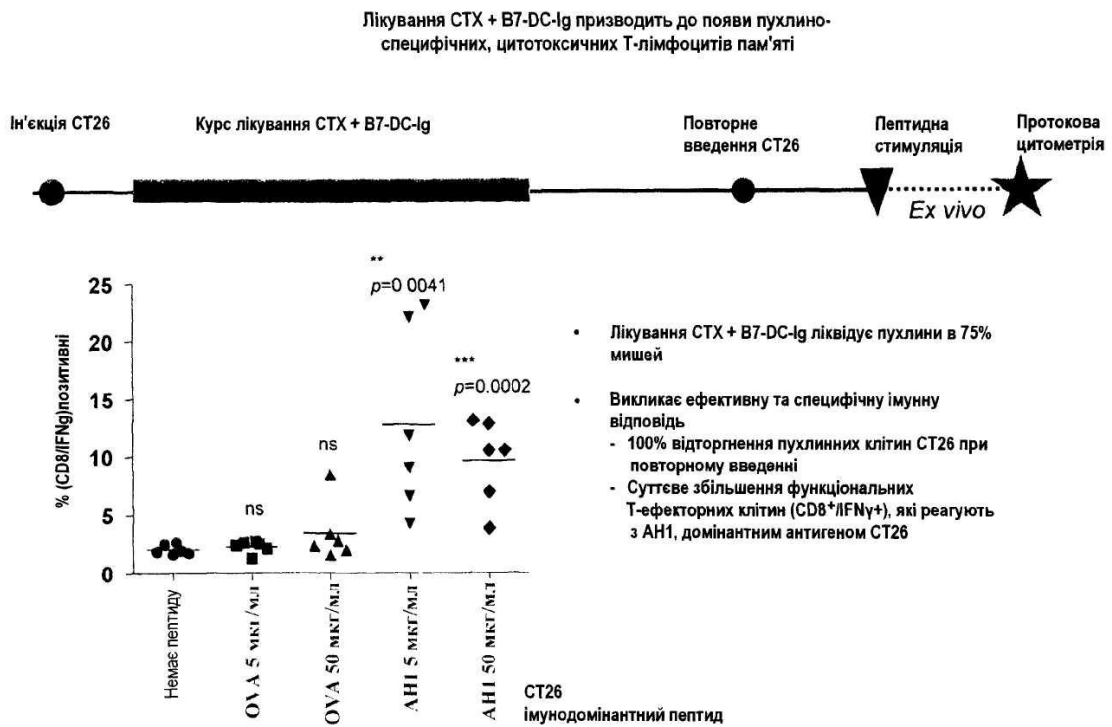 Лікування СТХ + B7-DC-Ig призводить до появи пухлино-
специфічних, цитотоксичних Т-лімфоцитів пам'яті
Ін'єкція СТ26
Курс лікування СТХ + B7-DC-Ig
Повторне
введення СТ26
Пептидна
стимуляція
Протокова
цитометрія
Ex vivo
% (CD8/IFNg)позитивні
25
20
15
10
5
0
ns
ns
**
p=0 0041
***
p=0.0002
Немає пептиду
OVA 5 мкг/мл
OVA 50 мкг/мл
AH1 5 мкг/мл
AH1 50 мкг/мл
СТ26
імунодомінантний пептид
• Лікування СТХ + B7-DC-Ig ліквідує пухлини в 75%
мишей
• Викликає ефективну та специфічну імунну
відповідь
- 100% відторгнення пухлинних клітин СТ26 при
повторному введенні
- Суттєве збільшення функціональних
Т-ефекторних клітин (CD8⁺/IFNγ+), які реагують
з АН1, домінантним антигеном СТ26